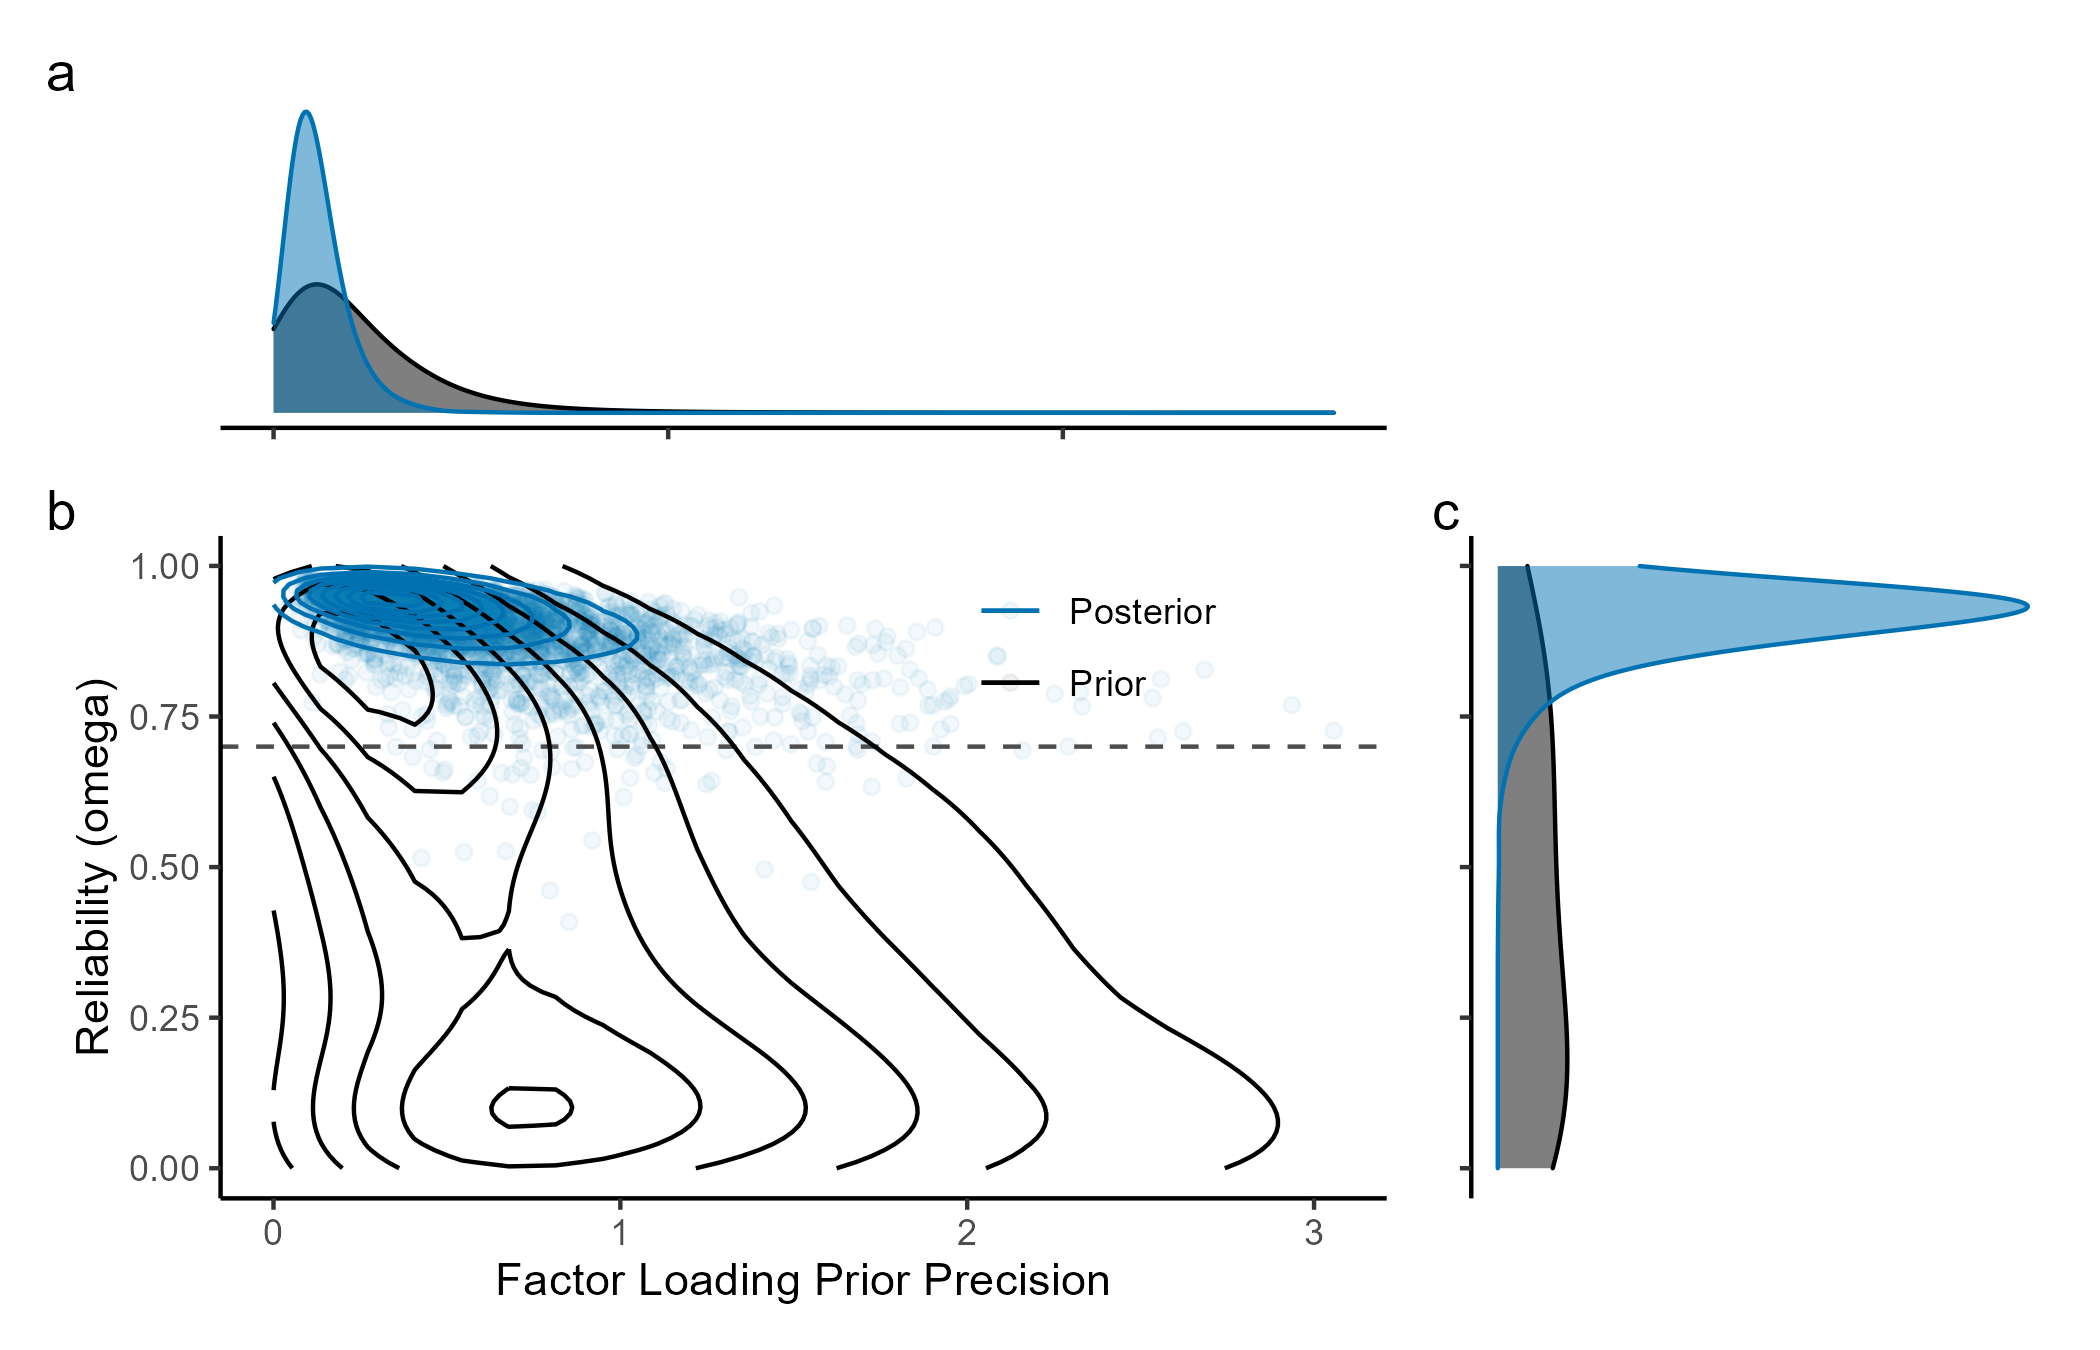 a
b
c
1.00
0.75
0.50
0.25
0.00
Reliability (omega)
Posterior
Prior
0
1
2
3
Factor Loading Prior Precision